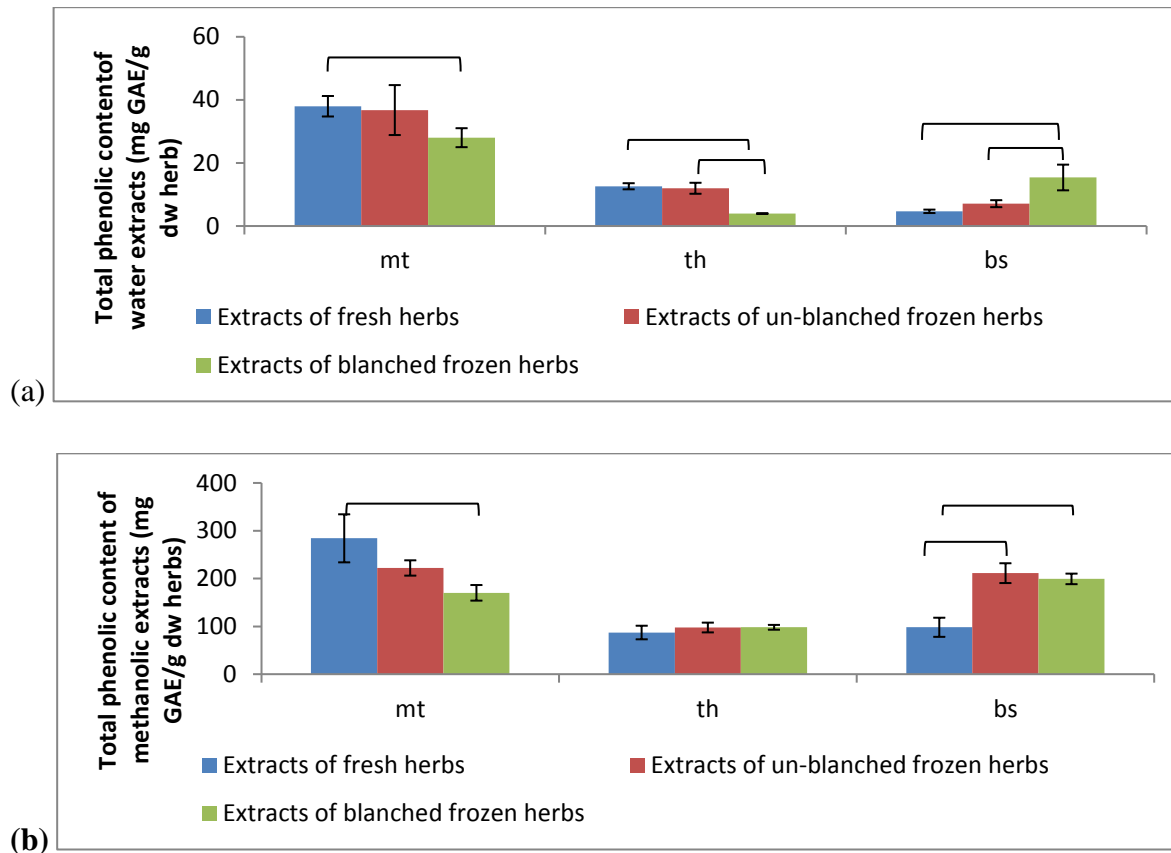 Total phenolic contentof
water extracts (mg GAE/g
dw herb)
60
40
20
0
mt th bs
Extracts of fresh herbs Extracts of un-blanched frozen herbs
Extracts of blanched frozen herbs
(a)
Total phenolic content of
methanolic extracts (mg
GAE/g dw herbs)
400
300
200
100
0
mt th bs
Extracts of fresh herbs Extracts of un-blanched frozen herbs
Extracts of blanched frozen herbs
(b)